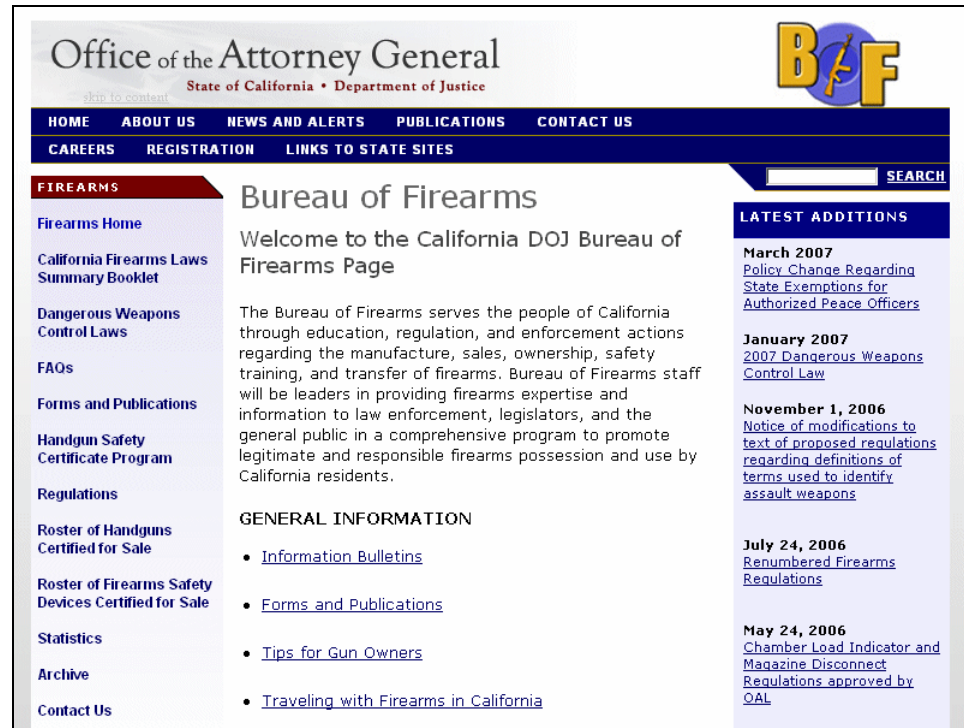 Office of the Attorney General
State of California • Department of Justice
skip to content
BOF
HOME ABOUT US NEWS AND ALERTS PUBLICATIONS CONTACT US
CAREERS REGISTRATION LINKS TO STATE SITES
SEARCH
FIREARMS
Firearms Home
California Firearms Laws
Summary Booklet
Dangerous Weapons
Control Laws
FAQs
Forms and Publications
Handgun Safety
Certificate Program
Regulations
Roster of Handguns
Certified for Sale
Roster of Firearms Safety
Devices Certified for Sale
Statistics
Archive
Contact Us
Bureau of Firearms
Welcome to the California DOJ Bureau of
Firearms Page
The Bureau of Firearms serves the people of California
through education, regulation, and enforcement actions
regarding the manufacture, sales, ownership, safety
training, and transfer of firearms. Bureau of Firearms staff
will be leaders in providing firearms expertise and
information to law enforcement, legislators, and the
general public in a comprehensive program to promote
legitimate and responsible firearms possession and use by
California residents.
GENERAL INFORMATION
• Information Bulletins
• Forms and Publications
• Tips for Gun Owners
• Traveling with Firearms in California
LATEST ADDITIONS
March 2007
Policy Change Regarding
State Exemptions for
Authorized Peace Officers
January 2007
2007 Dangerous Weapons
Control Law
November 1, 2006
Notice of modifications to
text of proposed regulations
regarding definitions of
terms used to identify
assault weapons
July 24, 2006
Renumbered Firearms
Regulations
May 24, 2006
Chamber Load Indicator and
Magazine Disconnect
Regulations approved by
OAL